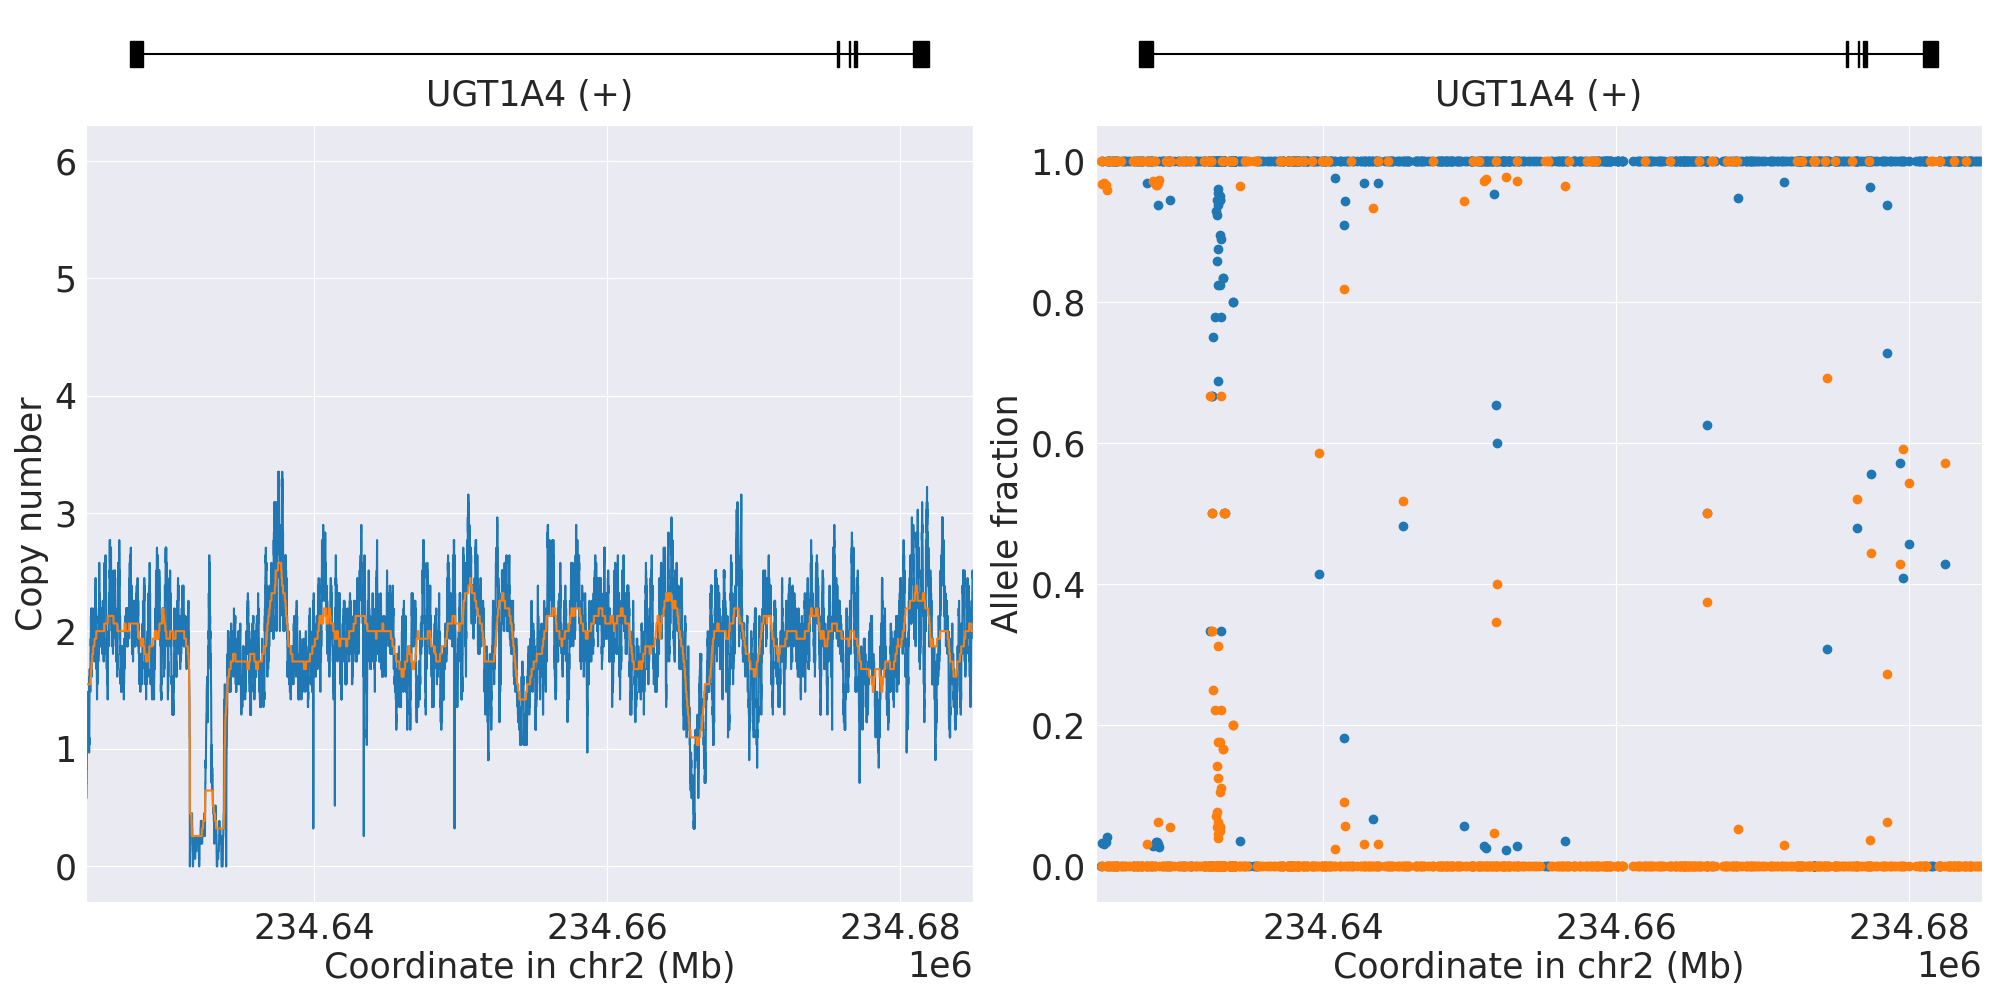 UGT1A4 (+)
6
5
4
3
2
1
0
Copy number
234.64 234.66 234.68
Coordinate in chr2 (Mb) 1e6
UGT1A4 (+)
1.0
0.8
0.6
0.4
0.2
0.0
Allele fraction
234.64 234.66 234.68
Coordinate in chr2 (Mb) 1e6